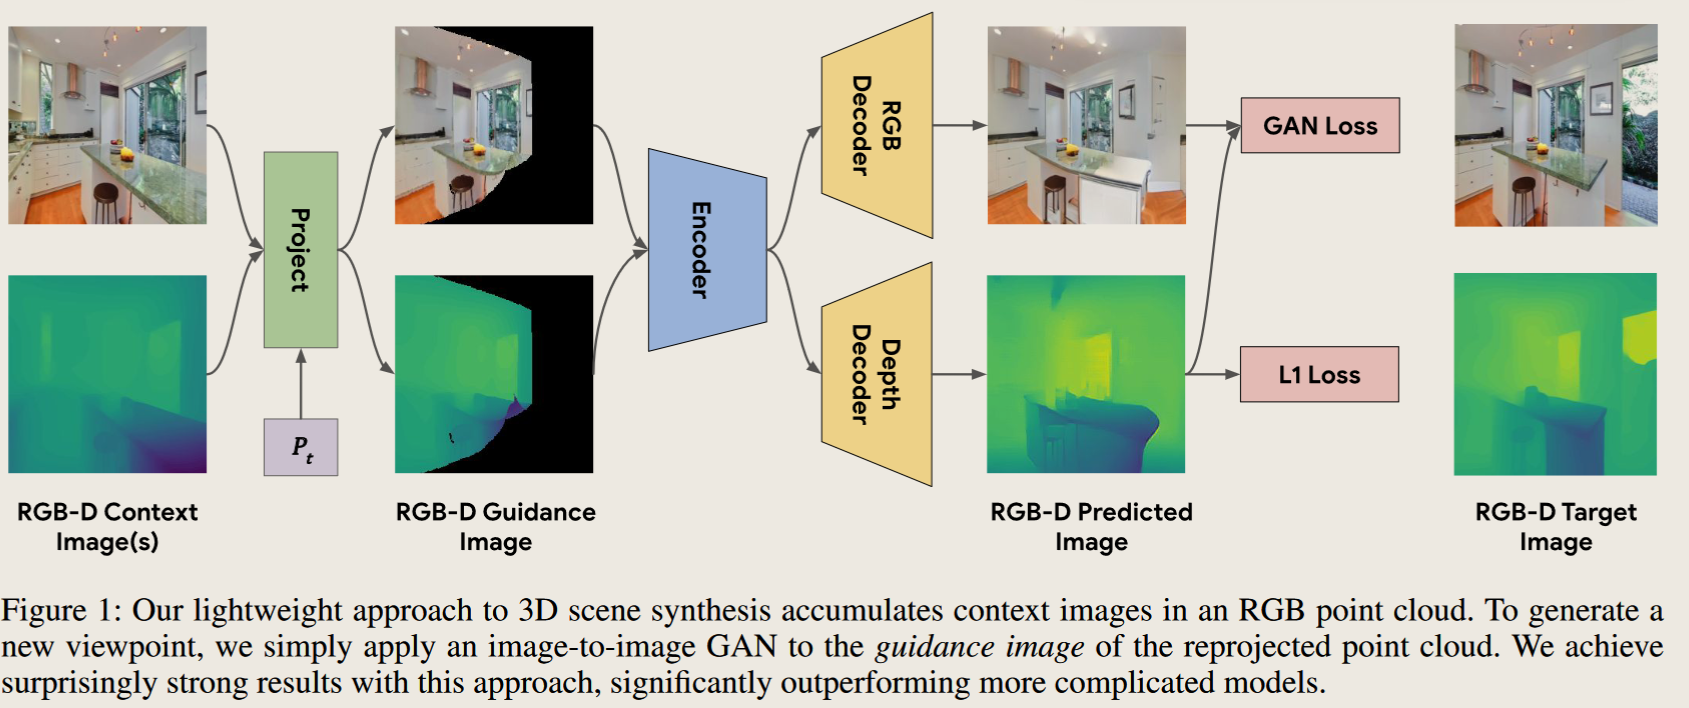 Project
P_t
Encoder
RGB
Decoder
Depth
Decoder
GAN Loss
L1 Loss
RGB-D Context
Image(s)
RGB-D Guidance
Image
RGB-D Predicted
Image
RGB-D Target
Image
Figure 1: Our lightweight approach to 3D scene synthesis accumulates context images in an RGB point cloud. To generate a
new viewpoint, we simply apply an image-to-image GAN to the guidance image of the reprojected point cloud. We achieve
surprisingly strong results with this approach, significantly outperforming more complicated models.